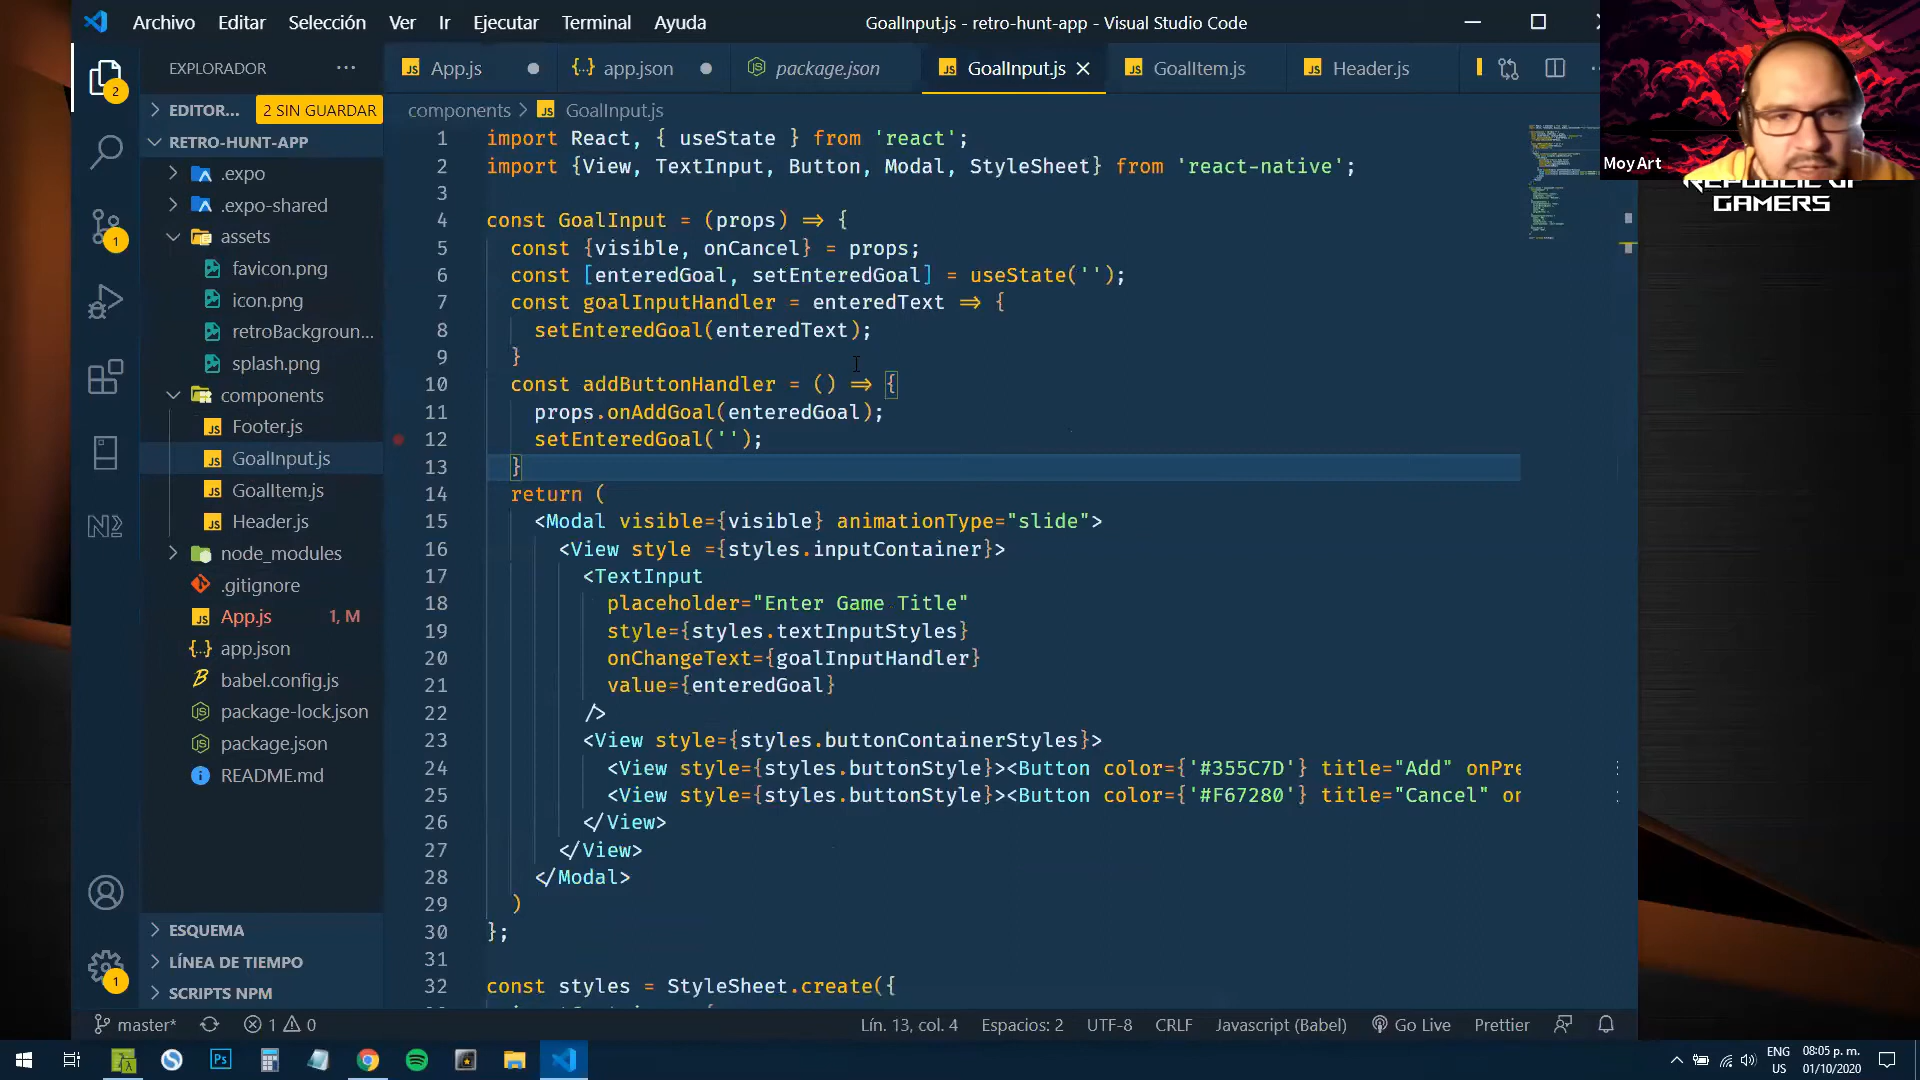 Archivo Editar Selección Ver Ir Ejecutar Terminal Ayuda
GoalInput.js - retro-hunt-app - Visual Studio Code
EXPLORADOR
App.js
app.json
package.json
GoalInput.js
GoalItem.js
Header.js
EDITOR... 2 SIN GUARDAR
RETRO-HUNT-APP
.expo
.expo-shared
assets
favicon.png
icon.png
retroBackgroun...
splash.png
components
Footer.js
GoalInput.js
GoalItem.js
Header.js
node_modules
.gitignore
App.js 1, M
app.json
babel.config.js
package-lock.json
package.json
README.md
ESQUEMA
LÍNEA DE TIEMPO
SCRIPTS NPM
2
1
1
components > GoalInput.js
1 import React, { useState } from 'react';
2 import {View, TextInput, Button, Modal, StyleSheet} from 'react-native';
3
4 const GoalInput = (props) => {
5 const {visible, onCancel} = props;
6 const [enteredGoal, setEnteredGoal] = useState('');
7 const goalInputHandler = enteredText => {
8 setEnteredGoal(enteredText);
9 }
10 const addButtonHandler = () => {
11 props.onAddGoal(enteredGoal);
12 setEnteredGoal('');
13 }
14 return (
15 <Modal visible={visible} animationType="slide">
16 <View style ={styles.inputContainer}>
17 <TextInput
18 placeholder="Enter Game Title"
19 style={styles.textInputStyles}
20 onChangeText={goalInputHandler}
21 value={enteredGoal}
22 />
23 <View style={styles.buttonContainerStyles}>
24 <View style={styles.buttonStyle}><Button color={'#355C7D'} title="Add" onPre
25 <View style={styles.buttonStyle}><Button color={'#F67280'} title="Cancel" on
26 </View>
27 </View>
28 </Modal>
29 )
30 };
31
32 const styles = StyleSheet.create({
Moy Art
REPUBLIC OF
GAMERS
master* 1 0
Lín. 13, col. 4 Espacios: 2 UTF-8 CRLF Javascript (Babel) Go Live Prettier
Ps
ENG
US
08:05 p. m.
01/10/2020